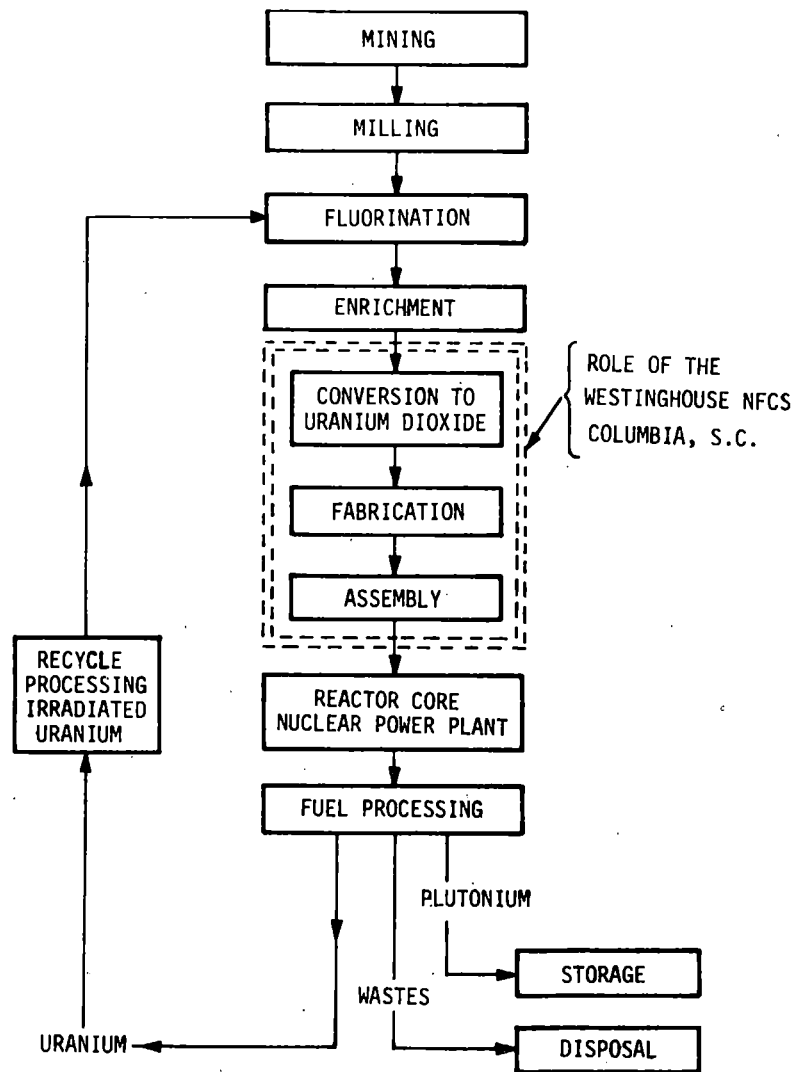 MINING
MILLING
FLUORINATION
ENRICHMENT
CONVERSION TO
URANIUM DIOXIDE
ROLE OF THE
WESTINGHOUSE NFCS
COLUMBIA, S.C.
FABRICATION
ASSEMBLY
RECYCLE
PROCESSING
IRRADIATED
URANIUM
REACTOR CORE
NUCLEAR POWER PLANT
FUEL PROCESSING
PLUTONIUM
STORAGE
WASTES
URANIUM
DISPOSAL